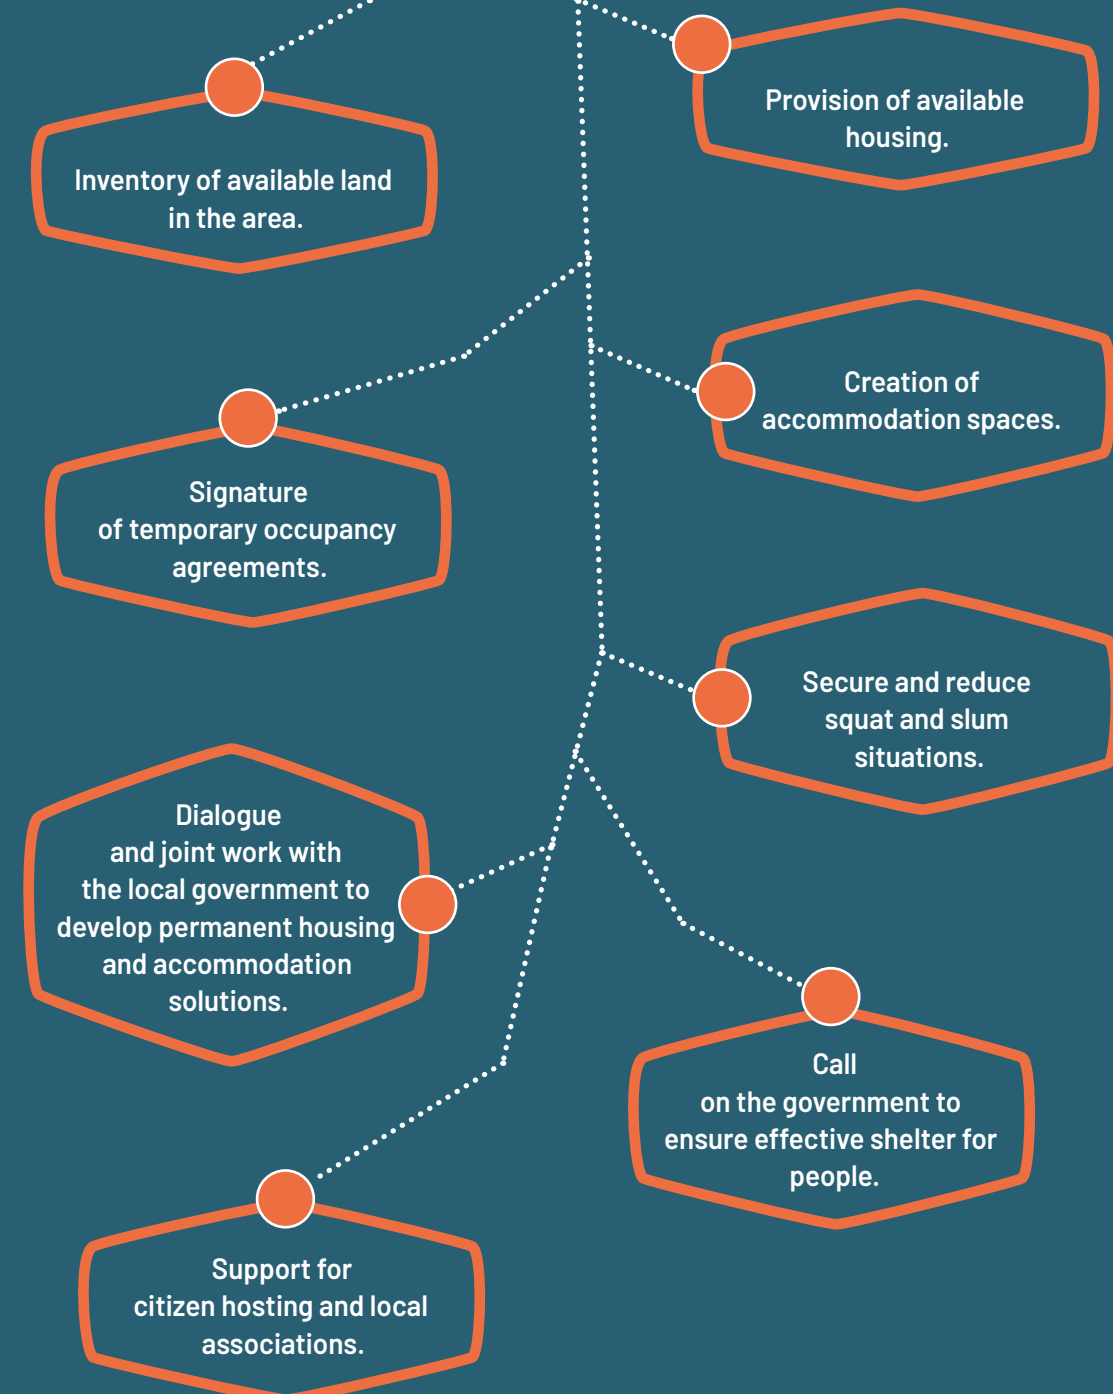 Provision of available
housing.
Inventory of available land
in the area.
Creation of
accommodation spaces.
Signature
of temporary occupancy
agreements.
Secure and reduce
squat and slum
situations.
Dialogue
and joint work with
the local government to
develop permanent housing
and accommodation
solutions.
Call
on the government to
ensure effective shelter for
people.
Support for
citizen hosting and local
associations.